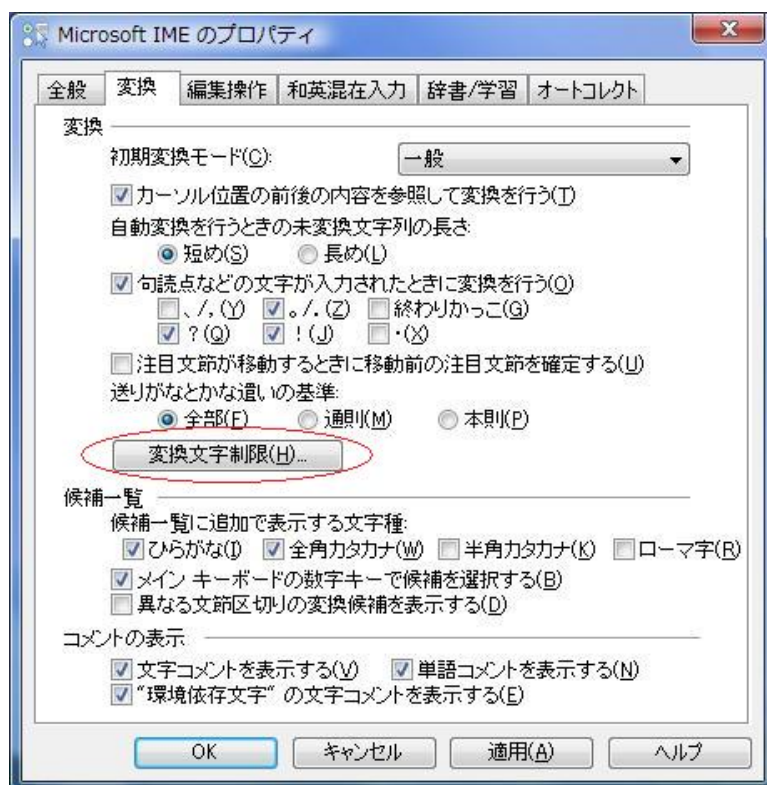 Microsoft IME のプロパティ
全般 変換 編集操作 和英混在入力 辞書/学習 オートコレクト
変換
初期変換モード(C): 一般
カーソル位置の前後の内容を参照して変換を行う(T)
自動変換を行うときの未変換文字列の長さ:
短め(S) 長め(L)
句読点などの文字が入力されたときに変換を行う(O)
、/,(Y) 。/.(Z) 終わりかっこ(G)
?(Q) !(J) ・(X)
注目文節が移動するときに移動前の注目文節を確定する(U)
送りがなとかな遣いの基準:
全部(F) 通則(M) 本則(P)
変換文字制限(H)...
候補一覧
候補一覧に追加で表示する文字種:
ひらがな(I) 全角カタカナ(W) 半角カタカナ(K) ローマ字(R)
メイン キーボードの数字キーで候補を選択する(B)
異なる文節区切りの変換候補を表示する(D)
コメントの表示
文字コメントを表示する(V) 単語コメントを表示する(N)
"環境依存文字" の文字コメントを表示する(E)
OK キャンセル 適用(A) ヘルプ